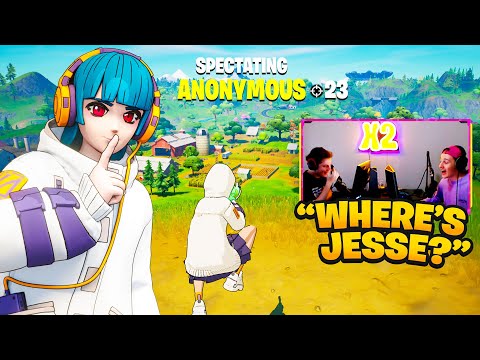 SPECTATING
ANONYMOUS 23
X2
"WHERE'S
JESSE?"